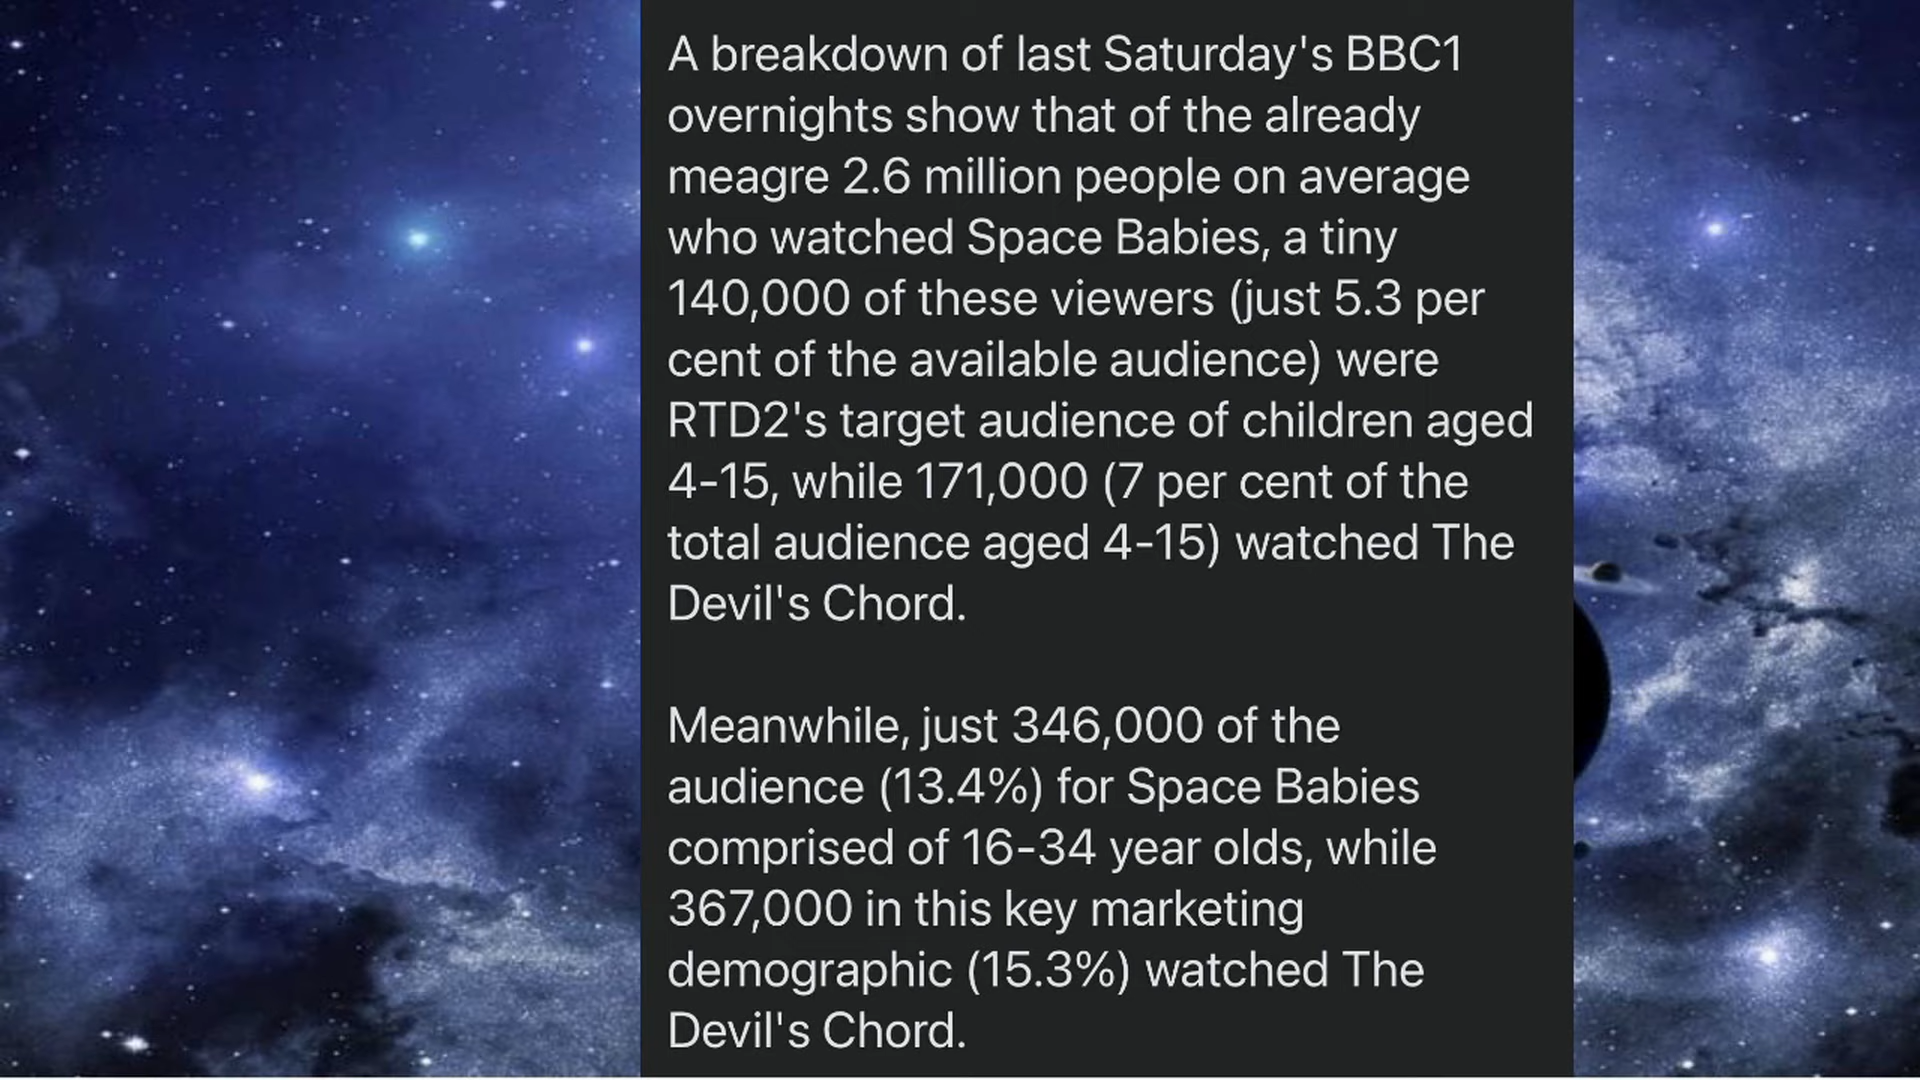 A breakdown of last Saturday's BBC1
overnights show that of the already
meagre 2.6 million people on average
who watched Space Babies, a tiny
140,000 of these viewers (just 5.3 per
cent of the available audience) were
RTD2's target audience of children aged
4-15, while 171,000 (7 per cent of the
total audience aged 4-15) watched The
Devil's Chord.
Meanwhile, just 346,000 of the
audience (13.4%) for Space Babies
comprised of 16-34 year olds, while
367,000 in this key marketing
demographic (15.3%) watched The
Devil's Chord.